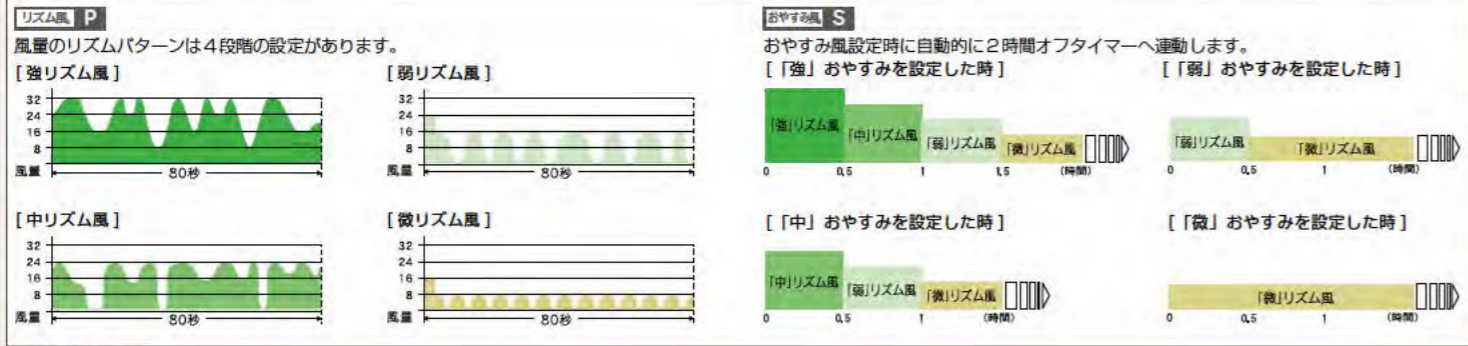 リズム風 P
風量のリズムパターンは4段階の設定があります。
[強リズム風]
32
24
16
8
風量
80秒
[弱リズム風]
32
24
16
8
風量
80秒
[中リズム風]
32
24
16
8
風量
80秒
[微リズム風]
32
24
16
8
風量
80秒
おやすみ風 S
おやすみ風設定時に自動的に2時間オフタイマーへ連動します。
[「強」おやすみを設定した時]
「強」リズム風
「中」リズム風
「弱」リズム風
「微」リズム風
0 0.5 1 1.5 (時間)
[「弱」おやすみを設定した時]
「弱」リズム風
「微」リズム風
0 0.5 1 (時間)
[「中」おやすみを設定した時]
「中」リズム風
「弱」リズム風
「微」リズム風
0 0.5 1 (時間)
[「微」おやすみを設定した時]
「微」リズム風
0 0.5 1 (時間)